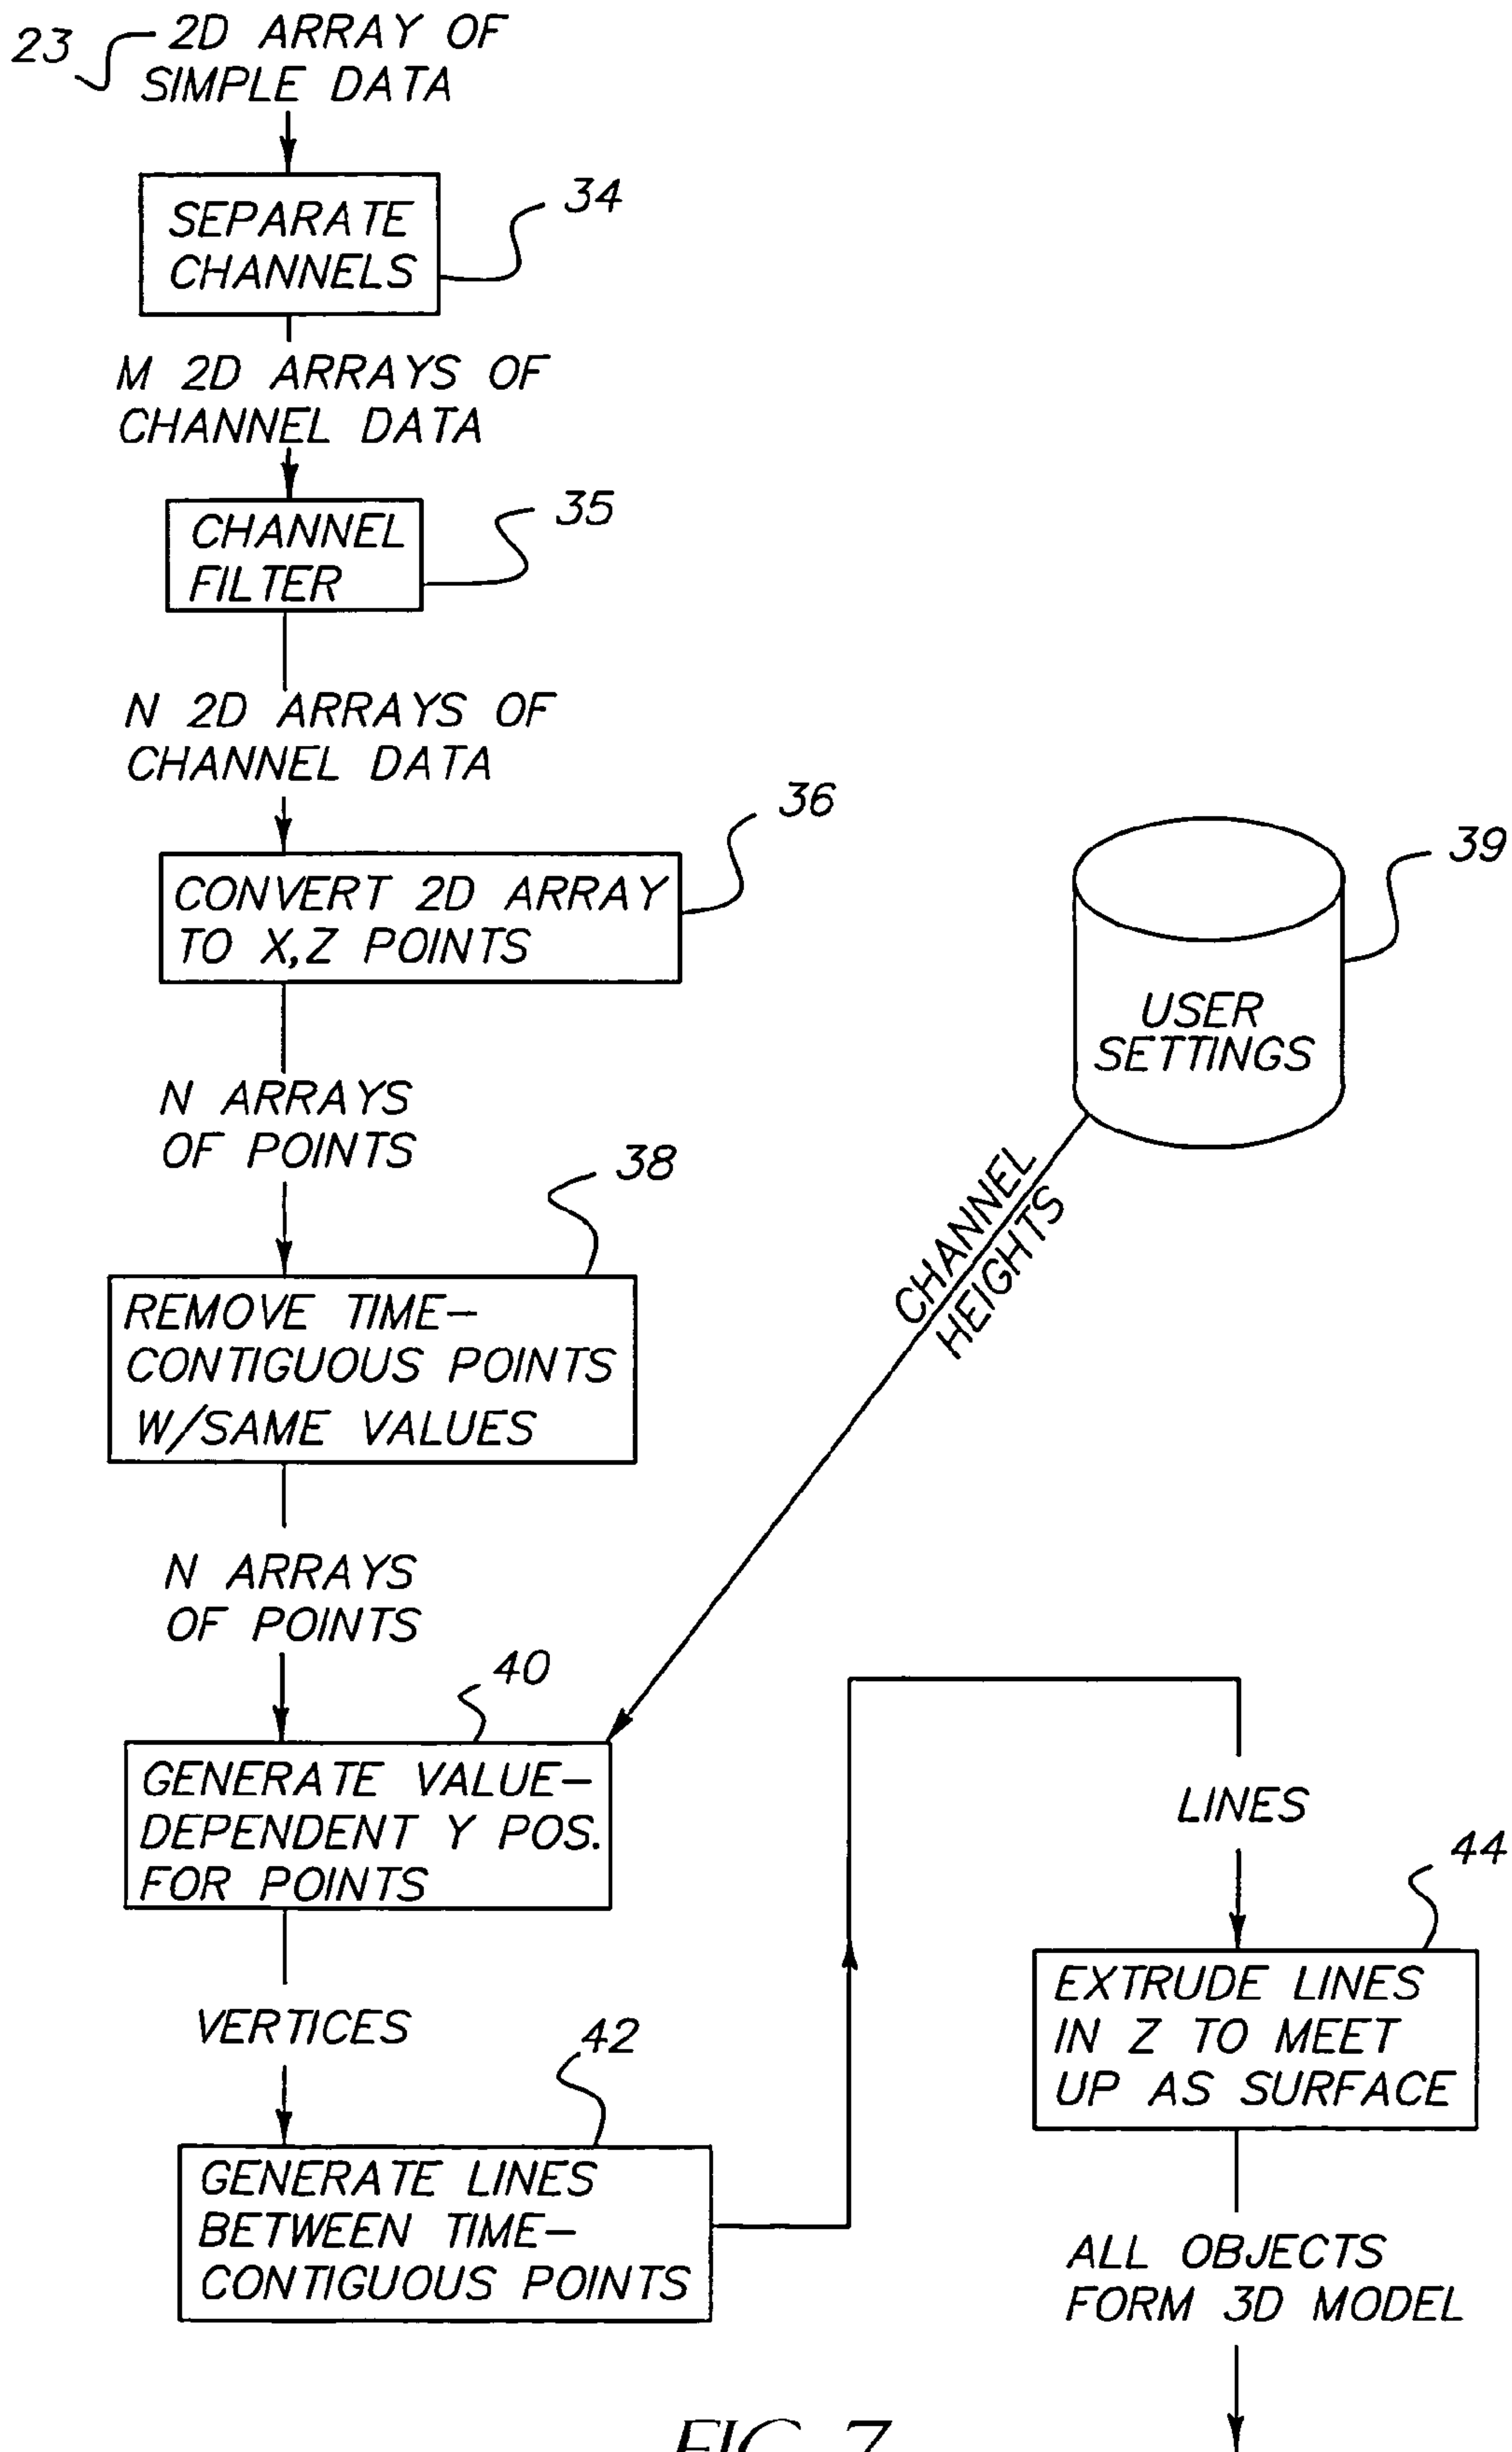 23
2D ARRAY OF
SIMPLE DATA
SEPARATE
CHANNELS
34
M 2D ARRAYS OF
CHANNEL DATA
CHANNEL
FILTER
35
N 2D ARRAYS OF
CHANNEL DATA
36
CONVERT 2D ARRAY
TO X,Z POINTS
39
USER
SETTINGS
N ARRAYS
OF POINTS
38
CHANNEL
HEIGHTS
REMOVE TIME-
CONTIGUOUS POINTS
W/SAME VALUES
N ARRAYS
OF POINTS
40
GENERATE VALUE-
DEPENDENT Y POS.
FOR POINTS
VERTICES
42
GENERATE LINES
BETWEEN TIME-
CONTIGUOUS POINTS
LINES
44
EXTRUDE LINES
IN Z TO MEET
UP AS SURFACE
ALL OBJECTS
FORM 3D MODEL
FIG. 7